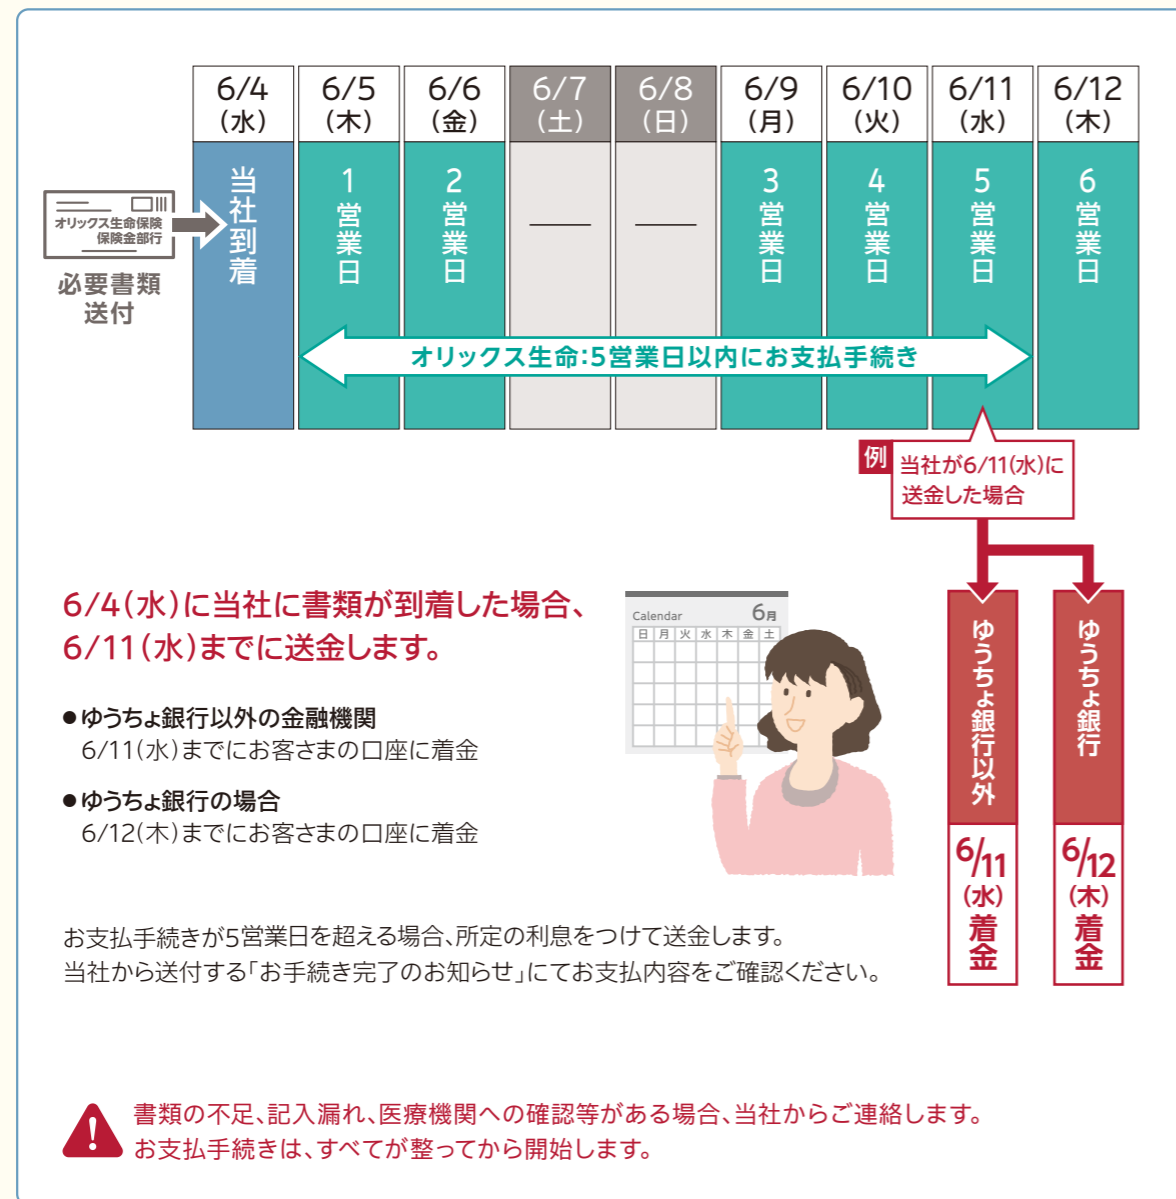 6/4 6/5 6/6 6/7 6/8 6/9 6/10 6/11 6/12
(水) (木) (金) (土) (日) (月) (火) (水) (木)
オリックス生命保険
保険金部行
必要書類
送付
当社到着
1営業日
2営業日
3営業日
4営業日
5営業日
6営業日
オリックス生命:5営業日以内にお支払手続き
例
当社が6/11(水)に
送金した場合
6/4(水)に当社に書類が到着した場合、
6/11(水)までに送金します。
●ゆうちょ銀行以外の金融機関
6/11(水)までにお客さまの口座に着金
●ゆうちょ銀行の場合
6/12(木)までにお客さまの口座に着金
Calendar 6月
日 月 火 水 木 金 土
ゆうちょ銀行以外
6/11
(水)
着金
ゆうちょ銀行
6/12
(木)
着金
お支払手続きが5営業日を超える場合、所定の利息をつけて送金します。
当社から送付する「お手続き完了のお知らせ」にてお支払内容をご確認ください。
!
書類の不足、記入漏れ、医療機関への確認等がある場合、当社からご連絡します。
お支払手続きは、すべてが整ってから開始します。